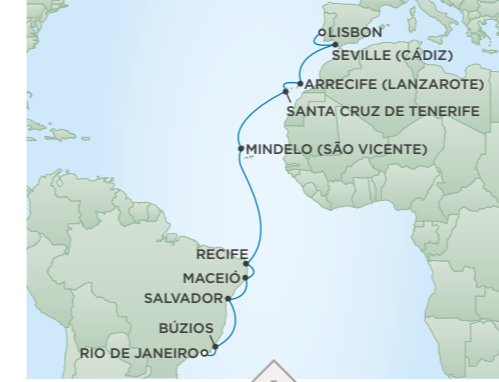 LISBON
SEVILLE (CÁDIZ)
ARRECIFE (LANZAROTE)
SANTA CRUZ DE TENERIFE
MINDELO (SÃO VICENTE)
RECIFE
MACEIÓ
SALVADOR
BÚZIOS
RIO DE JANEIRO